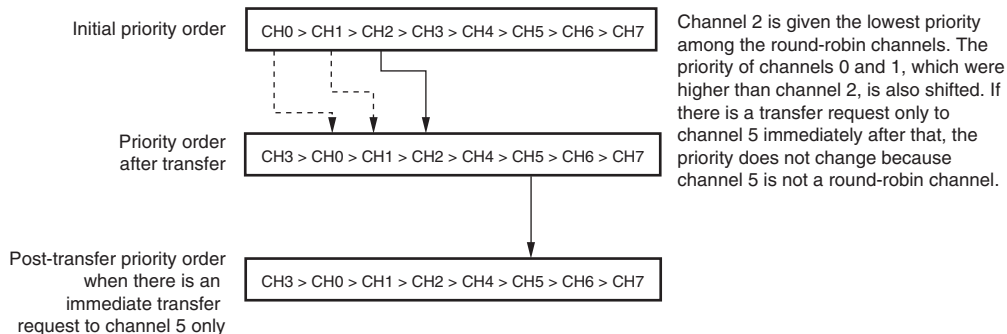 Initial priority order
CH0 > CH1 > CH2 > CH3 > CH4 > CH5 > CH6 > CH7
Channel 2 is given the lowest priority
among the round-robin channels. The
priority of channels 0 and 1, which were
higher than channel 2, is also shifted. If
there is a transfer request only to
channel 5 immediately after that, the
priority does not change because
channel 5 is not a round-robin channel.
Priority order
after transfer
CH3 > CH0 > CH1 > CH2 > CH4 > CH5 > CH6 > CH7
Post-transfer priority order
when there is an
immediate transfer
request to channel 5 only
CH3 > CH0 > CH1 > CH2 > CH4 > CH5 > CH6 > CH7